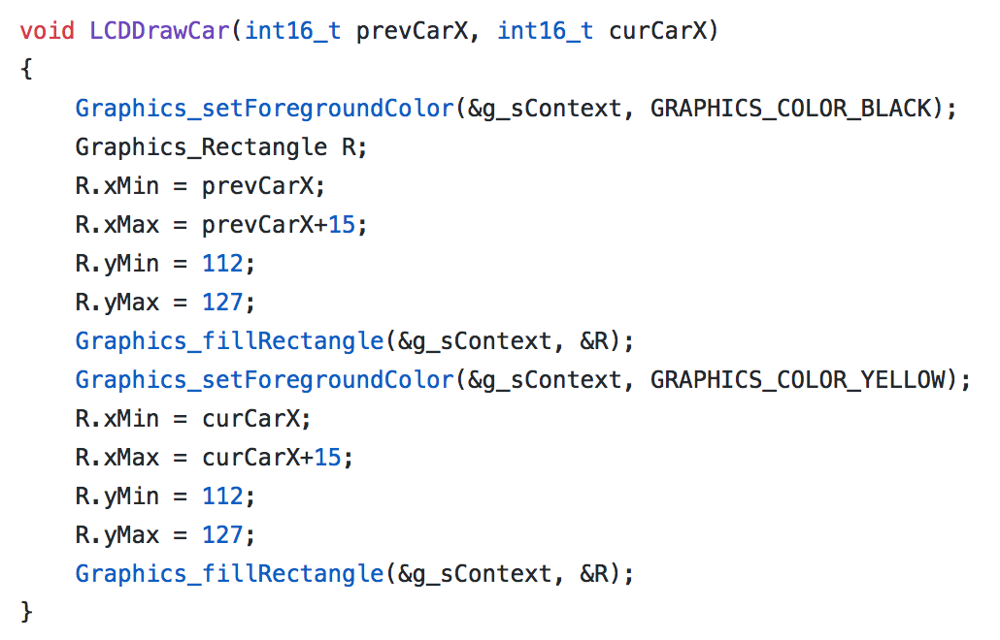 void LCDDrawCar(int16_t prevCarX, int16_t curCarX)
{
    Graphics_setForegroundColor(&g_sContext, GRAPHICS_COLOR_BLACK);
    Graphics_Rectangle R;
    R.xMin = prevCarX;
    R.xMax = prevCarX+15;
    R.yMin = 112;
    R.yMax = 127;
    Graphics_fillRectangle(&g_sContext, &R);
    Graphics_setForegroundColor(&g_sContext, GRAPHICS_COLOR_YELLOW);
    R.xMin = curCarX;
    R.xMax = curCarX+15;
    R.yMin = 112;
    R.yMax = 127;
    Graphics_fillRectangle(&g_sContext, &R);
}